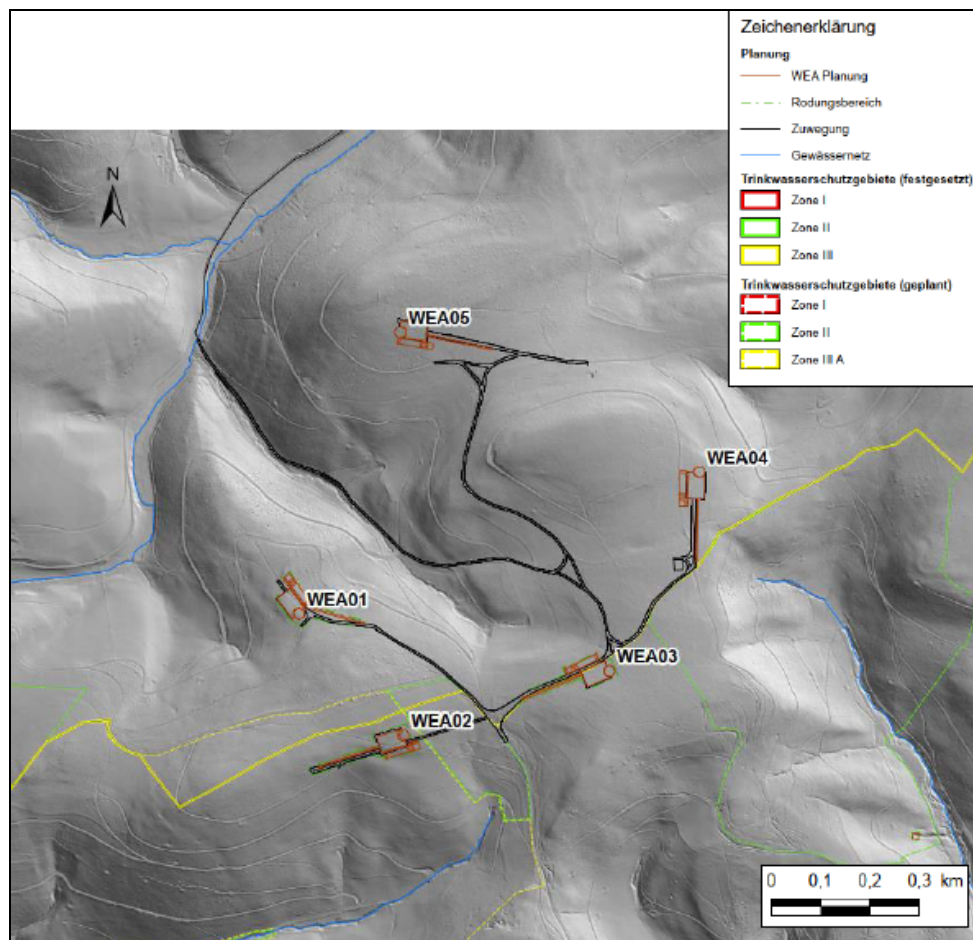 Zeichenerklärung
Planung
WEA Planung
Rodungsbereich
Zuwegung
Gewässernetz
Trinkwasserschutzgebiete (festgesetzt)
Zone I
Zone II
Zone III
Trinkwasserschutzgebiete (geplant)
Zone I
Zone II
Zone III A
N
WEA05
WEA04
WEA01
WEA03
WEA02
0 0,1 0,2 0,3 km